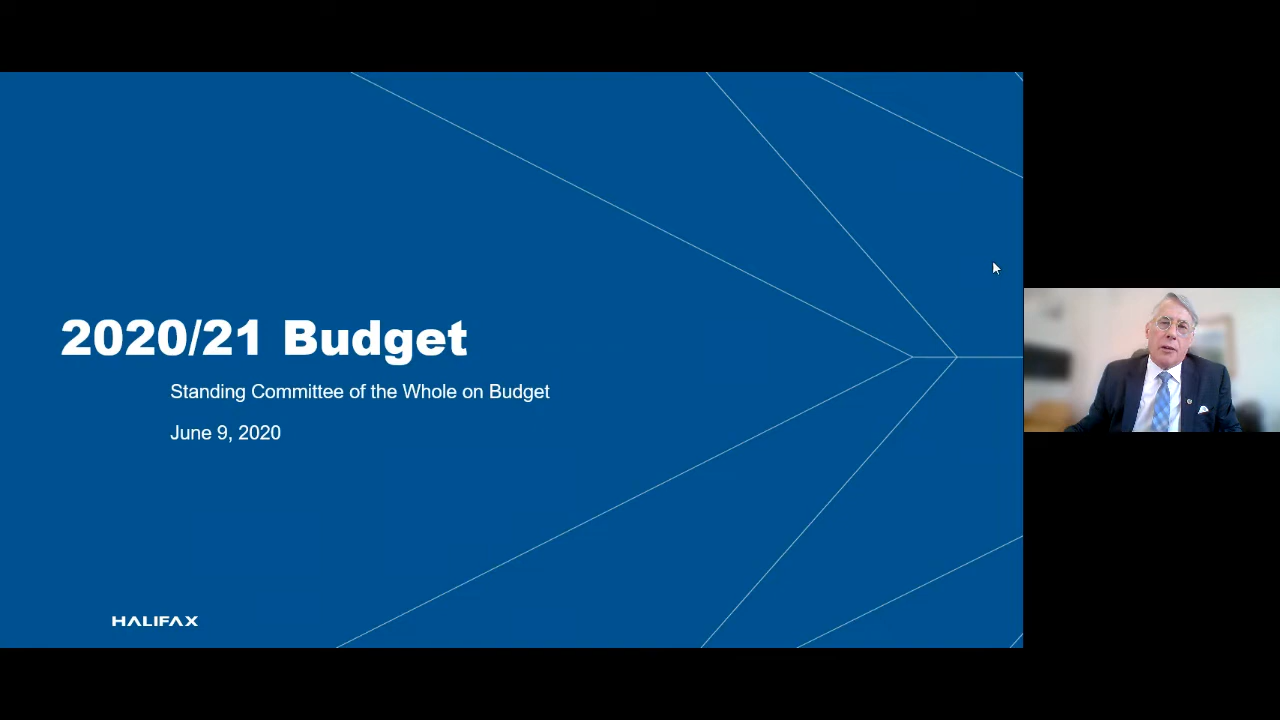 2020/21 Budget
Standing Committee of the Whole on Budget
June 9, 2020
HALIFAX